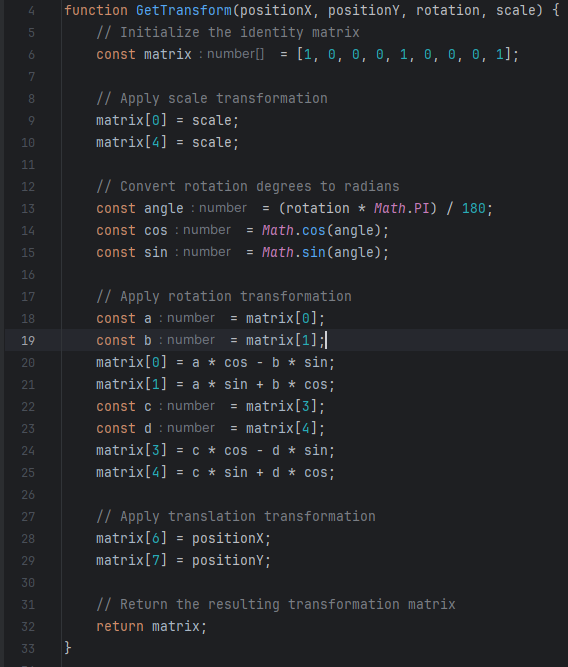 4 function GetTransform(positionX, positionY, rotation, scale) {
5 // Initialize the identity matrix
6 const matrix : number[] = [1, 0, 0, 0, 1, 0, 0, 0, 1];
7
8 // Apply scale transformation
9 matrix[0] = scale;
10 matrix[4] = scale;
11
12 // Convert rotation degrees to radians
13 const angle : number = (rotation * Math.PI) / 180;
14 const cos : number = Math.cos(angle);
15 const sin : number = Math.sin(angle);
16
17 // Apply rotation transformation
18 const a : number = matrix[0];
19 const b : number = matrix[1];
20 matrix[0] = a * cos - b * sin;
21 matrix[1] = a * sin + b * cos;
22 const c : number = matrix[3];
23 const d : number = matrix[4];
24 matrix[3] = c * cos - d * sin;
25 matrix[4] = c * sin + d * cos;
26
27 // Apply translation transformation
28 matrix[6] = positionX;
29 matrix[7] = positionY;
30
31 // Return the resulting transformation matrix
32 return matrix;
33 }